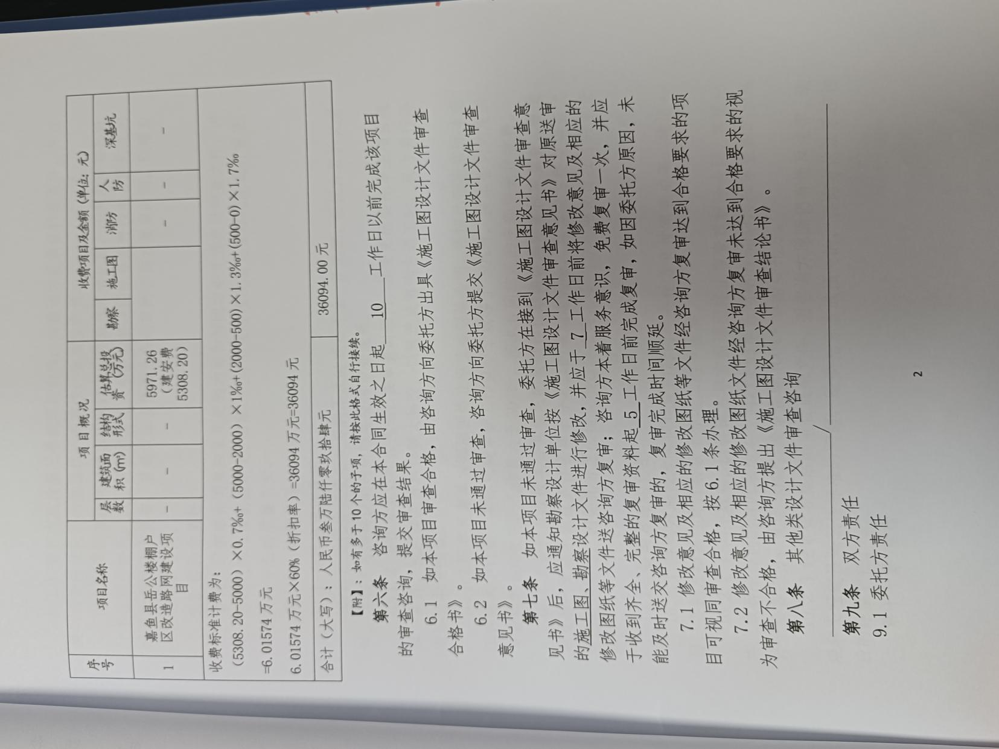 序号 项目名称 项目概况 收费项目及金额(单位:元)
层数 建筑面积(m²) 结构形式 估算总投资(万元) 勘察 施工图 消防 人防 深基坑
1 嘉鱼县岳公楼棚户区改造路网建设项目 - - - 5971.26(建安费5308.20) - - -
收费标准计费为:
(5308.20-5000)×0.7‰+(5000-2000)×1‰+(2000-500)×1.3‰+(500-0)×1.7‰
=6.01574万元
6.01574万元×60%(折扣率)=36094万元=36094元
合计(大写):人民币叁万陆仟零玖拾肆元 36094.00元
【附】:如有多于10个的子项,请按此格式自行接续。
第六条 咨询方应在本合同生效之日起 10 工作日以前完成该项目
的审查咨询,提交审查结果。
6.1 如本项目审查合格,由咨询方向委托方出具《施工图设计文件审查
合格书》。
6.2 如本项目未通过审查,咨询方向委托方提交《施工图设计文件审查
意见书》。
第七条 如本项目未通过审查,委托方在接到《施工图设计文件审查意
见书》后,应通知勘察设计单位按《施工图设计文件审查意见书》对原送审
的施工图、勘察设计文件进行修改,并应于 7 工作日前将修改意见及相应的
修改图纸等文件送咨询方复审;咨询方本着服务意识,免费复审一次,并应
于收到齐全、完整的复审资料起 5 工作日前完成复审,如因委托方原因,未
能及时送交咨询方复审的,复审完成时间顺延。
7.1 修改意见及相应的修改图纸等文件经咨询方复审达到合格要求的项
目可视同审查合格,按6.1条办理。
7.2 修改意见及相应的修改图纸文件经咨询方复审未达到合格要求的视
为审查不合格,由咨询方提出《施工图设计文件审查结论书》。
第八条 其他类设计文件审查咨询
/
第九条 双方责任
9.1 委托方责任
2